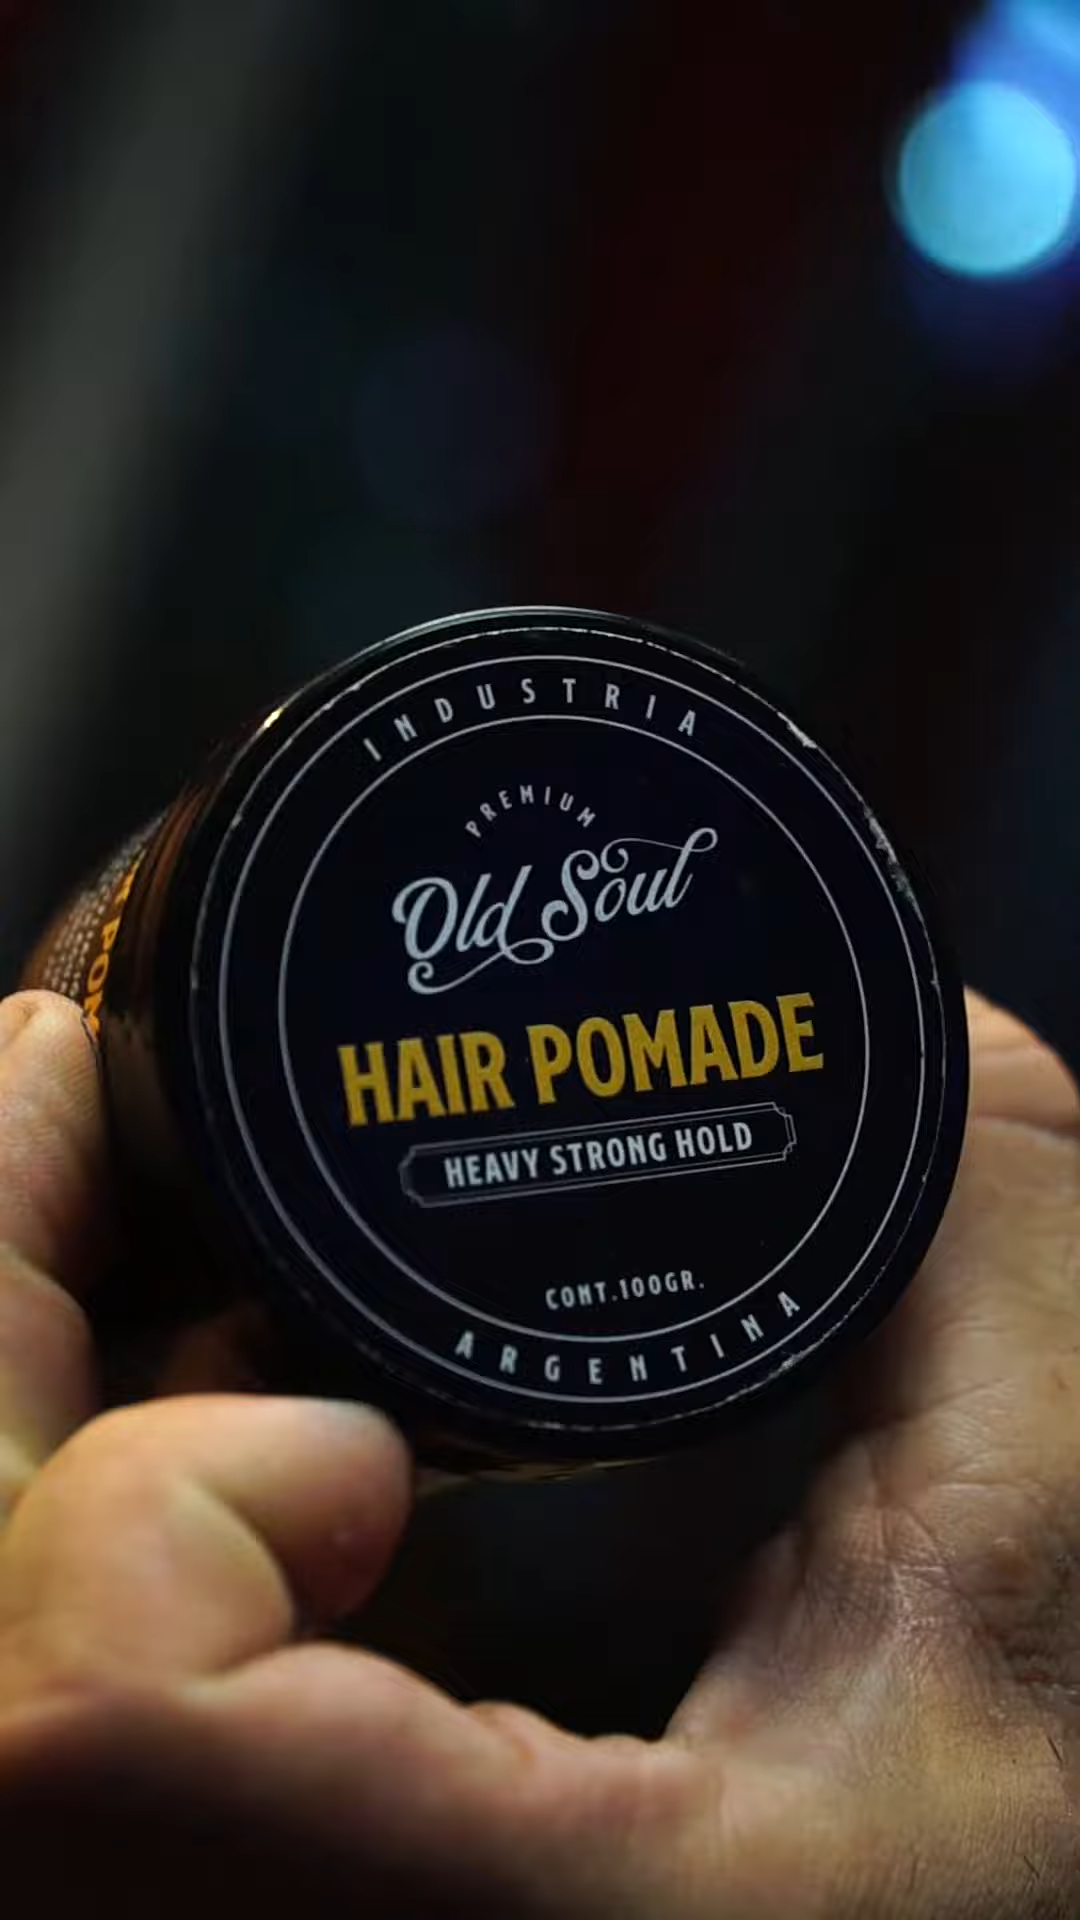 INDUSTRIA
PREMIUM
Old Soul
HAIR POMADE
HEAVY STRONG HOLD
CONT.100GR.
ARGENTINA